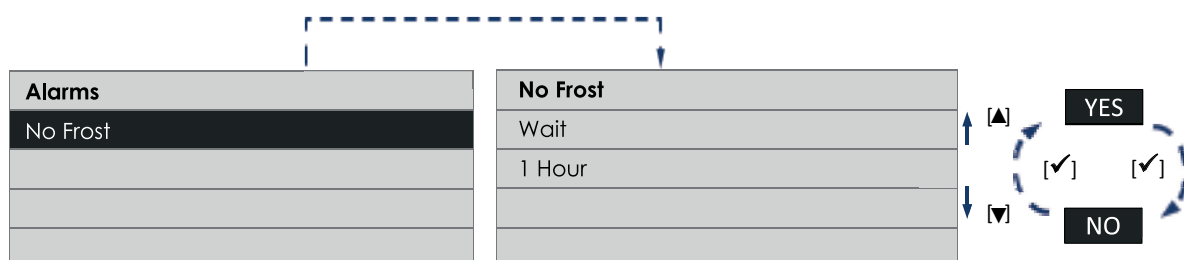 Alarms
No Frost
No Frost
Wait
1 Hour
[▲]
[▼]
YES
[✔] [✔]
NO